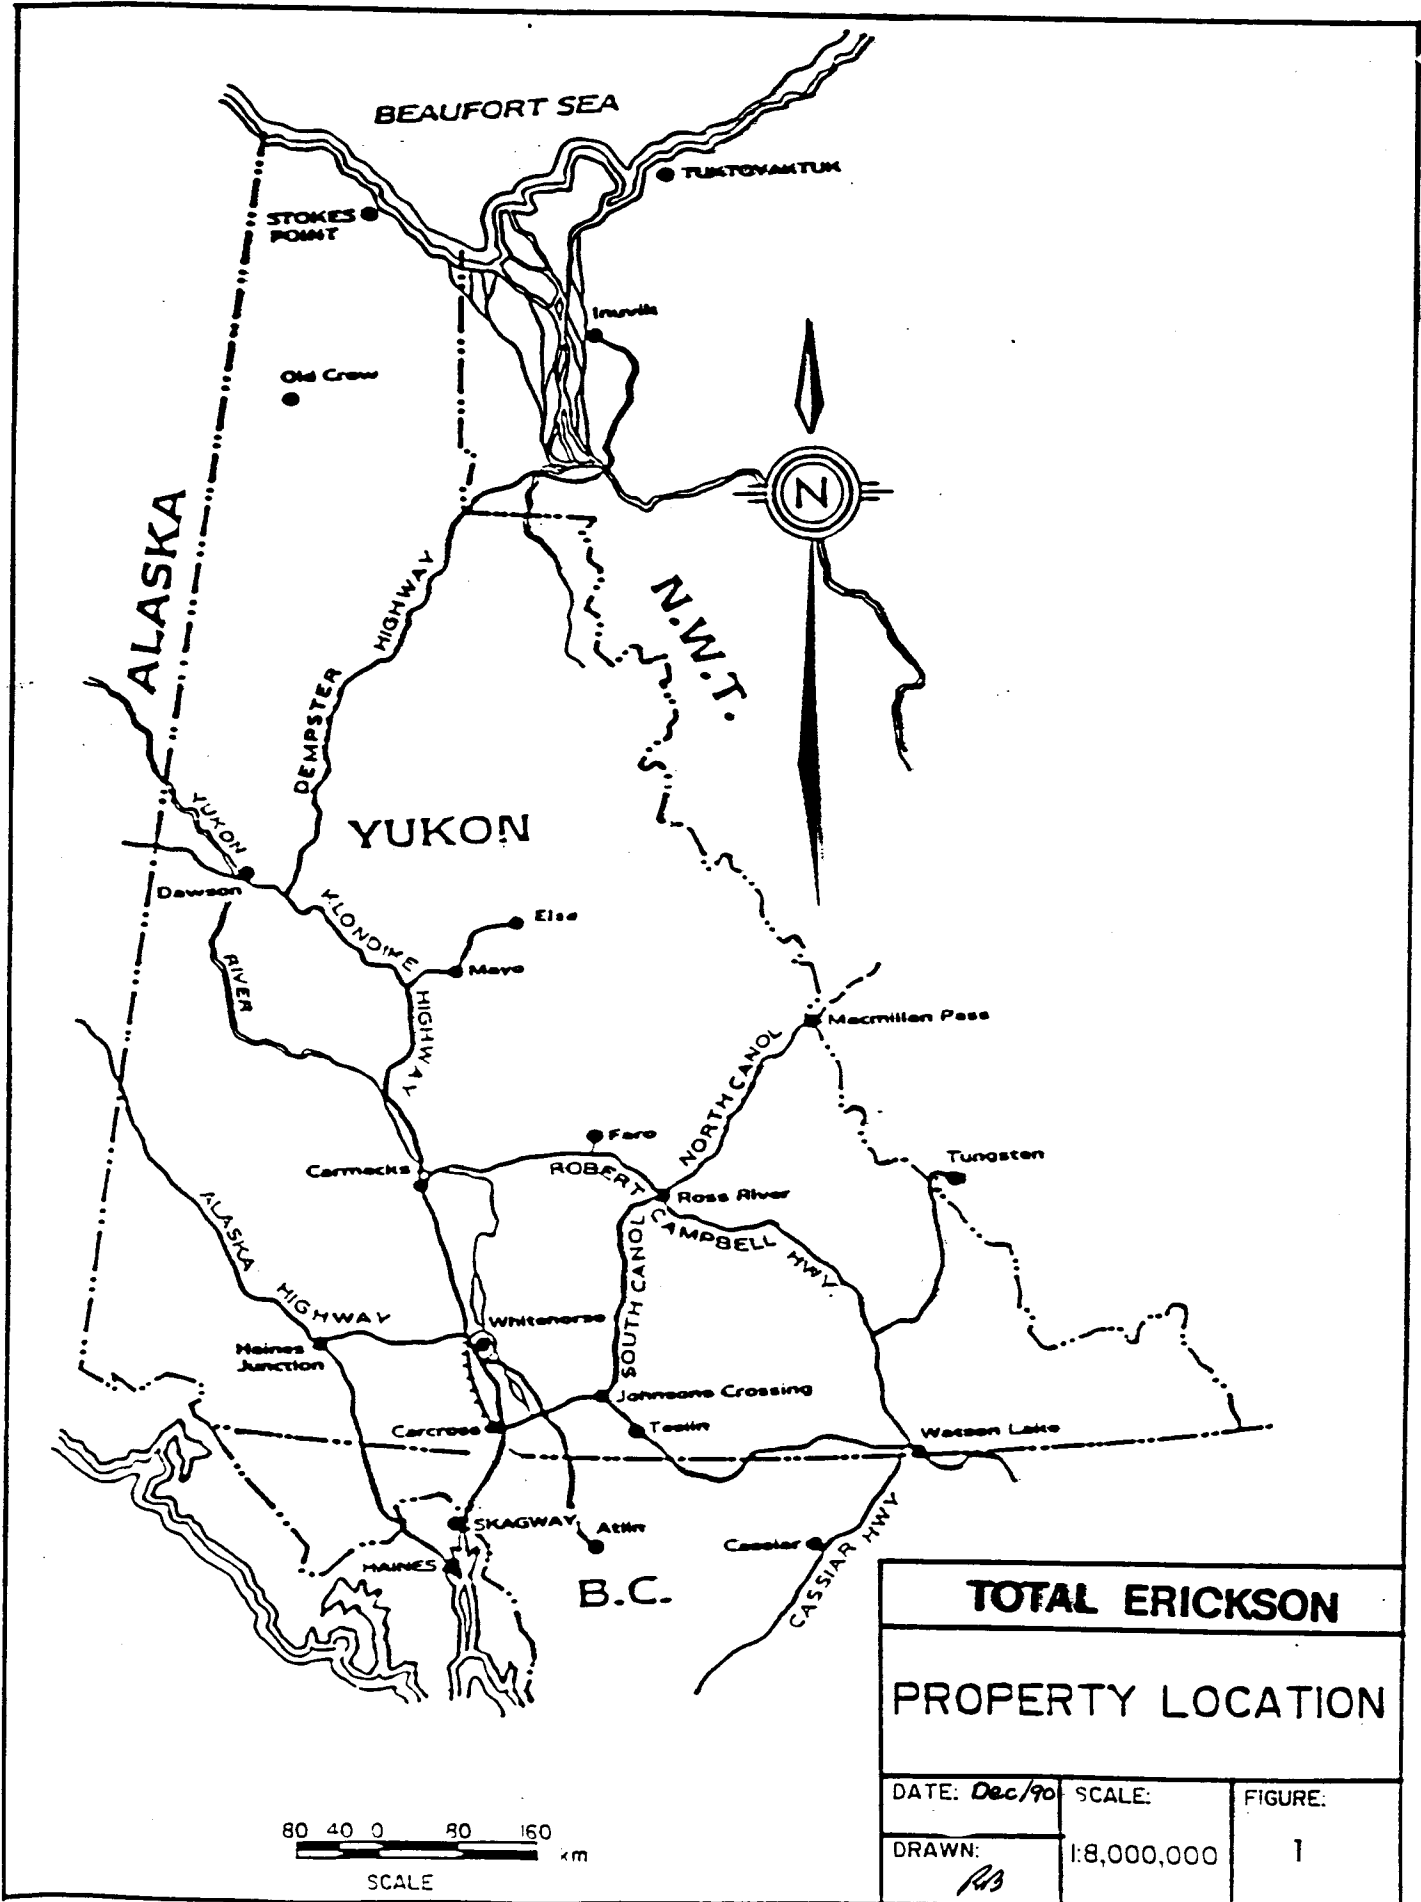 BEAUFORT SEA
TUKTOYAKTUK
STOKES
POINT
Inuvik
Old Crow
N
ALASKA
DEMPSTER HIGHWAY
N.W.T.
YUKON
YUKON
RIVER
Dawson
KLONDIKE
HIGHWAY
Elsa
Mayo
Macmillan Pass
NORTH CANOL
Faro
Carmacks
ROBERT
CAMPBELL
HWY.
Ross River
Tungsten
ALASKA
HIGHWAY
SOUTH CANOL
Whitehorse
Haines
Junction
Johnsons Crossing
Carcross
Teslin
Watson Lake
SKAGWAY
Atlin
HAINES
Cassiar
CASSIAR HWY
B.C.
TOTAL ERICKSON
PROPERTY LOCATION
DATE: Dec/90
SCALE:
1:8,000,000
FIGURE:
1
DRAWN:
80 40 0 80 160
km
SCALE